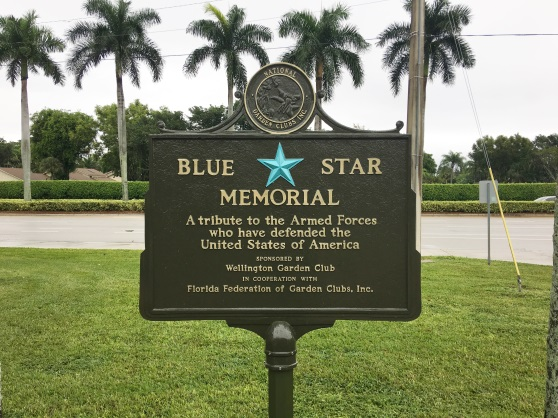 NATIONAL
GARDEN CLUBS, INC.
BLUE STAR
MEMORIAL
A tribute to the Armed Forces
who have defended the
United States of America
SPONSORED BY
Wellington Garden Club
IN COOPERATION WITH
Florida Federation of Garden Clubs, Inc.